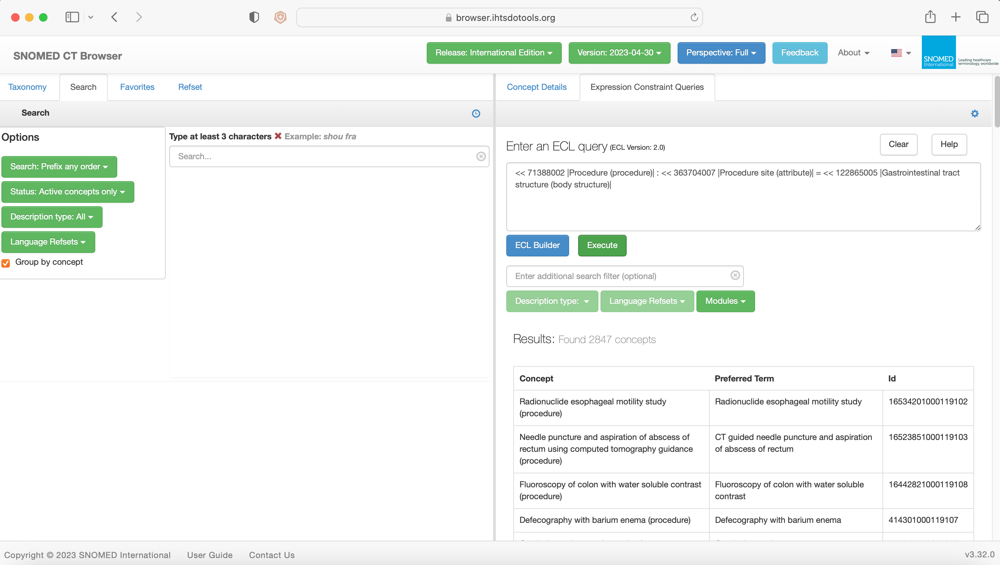 browser.ihtsdotools.org
SNOMED CT Browser
Release: International Edition
Version: 2023-04-30
Perspective: Full
Feedback
About
SNOMED
International
Leading healthcare
terminology, worldwide
Taxonomy
Search
Favorites
Refset
Search
Options
Search: Prefix any order
Status: Active concepts only
Description type: All
Language Refsets
Group by concept
Type at least 3 characters ✖ Example: shou fra
Search...
Concept Details
Expression Constraint Queries
Enter an ECL query (ECL Version: 2.0)
Clear
Help
<< 71388002 |Procedure (procedure)| : << 363704007 |Procedure site (attribute)| = << 122865005 |Gastrointestinal tract
structure (body structure)|
ECL Builder
Execute
Enter additional search filter (optional)
Description type:
Language Refsets
Modules
Results: Found 2847 concepts
Concept
Preferred Term
Id
Radionuclide esophageal motility study
(procedure)
Radionuclide esophageal motility study
16534201000119102
Needle puncture and aspiration of abscess of
rectum using computed tomography guidance
(procedure)
CT guided needle puncture and aspiration
of abscess of rectum
16523851000119103
Fluoroscopy of colon with water soluble contrast
(procedure)
Fluoroscopy of colon with water soluble
contrast
16442821000119108
Defecography with barium enema (procedure)
Defecography with barium enema
414301000119107
Copyright © 2023 SNOMED International
User Guide
Contact Us
v3.32.0